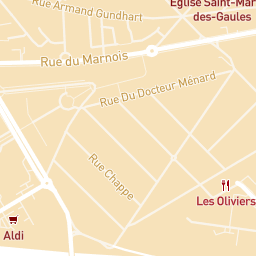 Église Saint-Mar
des-Gaules
Rue Armand Gundhart
Rue du Marnois
Rue Du Docteur Ménard
Rue Chappe
Les Oliviers
Aldi